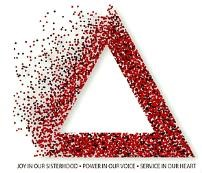 JOY IN OUR SISTERHOOD • POWER IN OUR VOICE • SERVICE IN OUR HEART